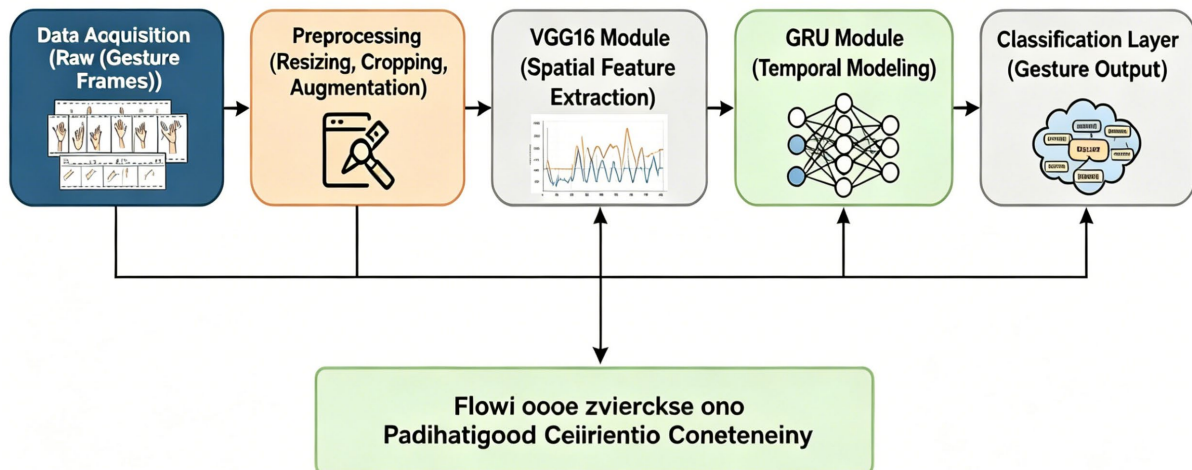 Data Acquisition
(Raw (Gesture
Frames))
Preprocessing
(Resizing, Cropping,
Augmentation)
VGG16 Module
(Spatial Feature
Extraction)
GRU Module
(Temporal Modeling)
Classification Layer
(Gesture Output)
Flowi oooe zvierckse ono
Padihatigood Ceiirientio Coneteneiny